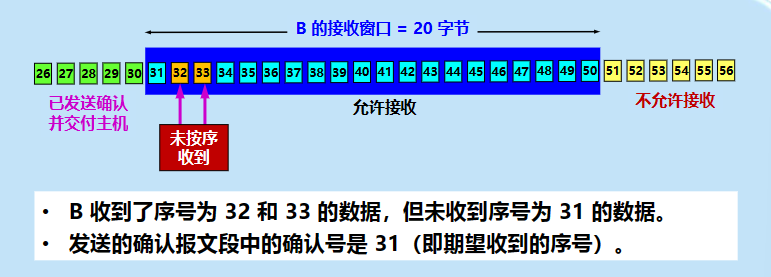 B 的接收窗口 = 20 字节
26 27 28 29 30 31 32 33 34 35 36 37 38 39 40 41 42 43 44 45 46 47 48 49 50 51 52 53 54 55 56
已发送确认
并交付主机
允许接收
不允许接收
未按序
收到
• B 收到了序号为 32 和 33 的数据，但未收到序号为 31 的数据。
• 发送的确认报文段中的确认号是 31（即期望收到的序号）。